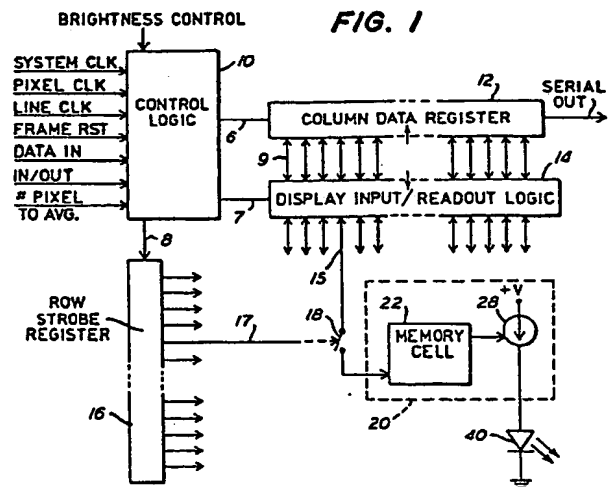 FIG. 1
BRIGHTNESS CONTROL
SYSTEM CLK
PIXEL CLK
LINE CLK
FRAME RST
DATA IN
IN/OUT
# PIXEL
TO AVG.
CONTROL
LOGIC
10
6
7
8
12
COLUMN DATA REGISTER
SERIAL
OUT
9
14
DISPLAY INPUT/READOUT LOGIC
15
ROW
STROBE
REGISTER
16
17
18
22
MEMORY
CELL
+V
28
20
40